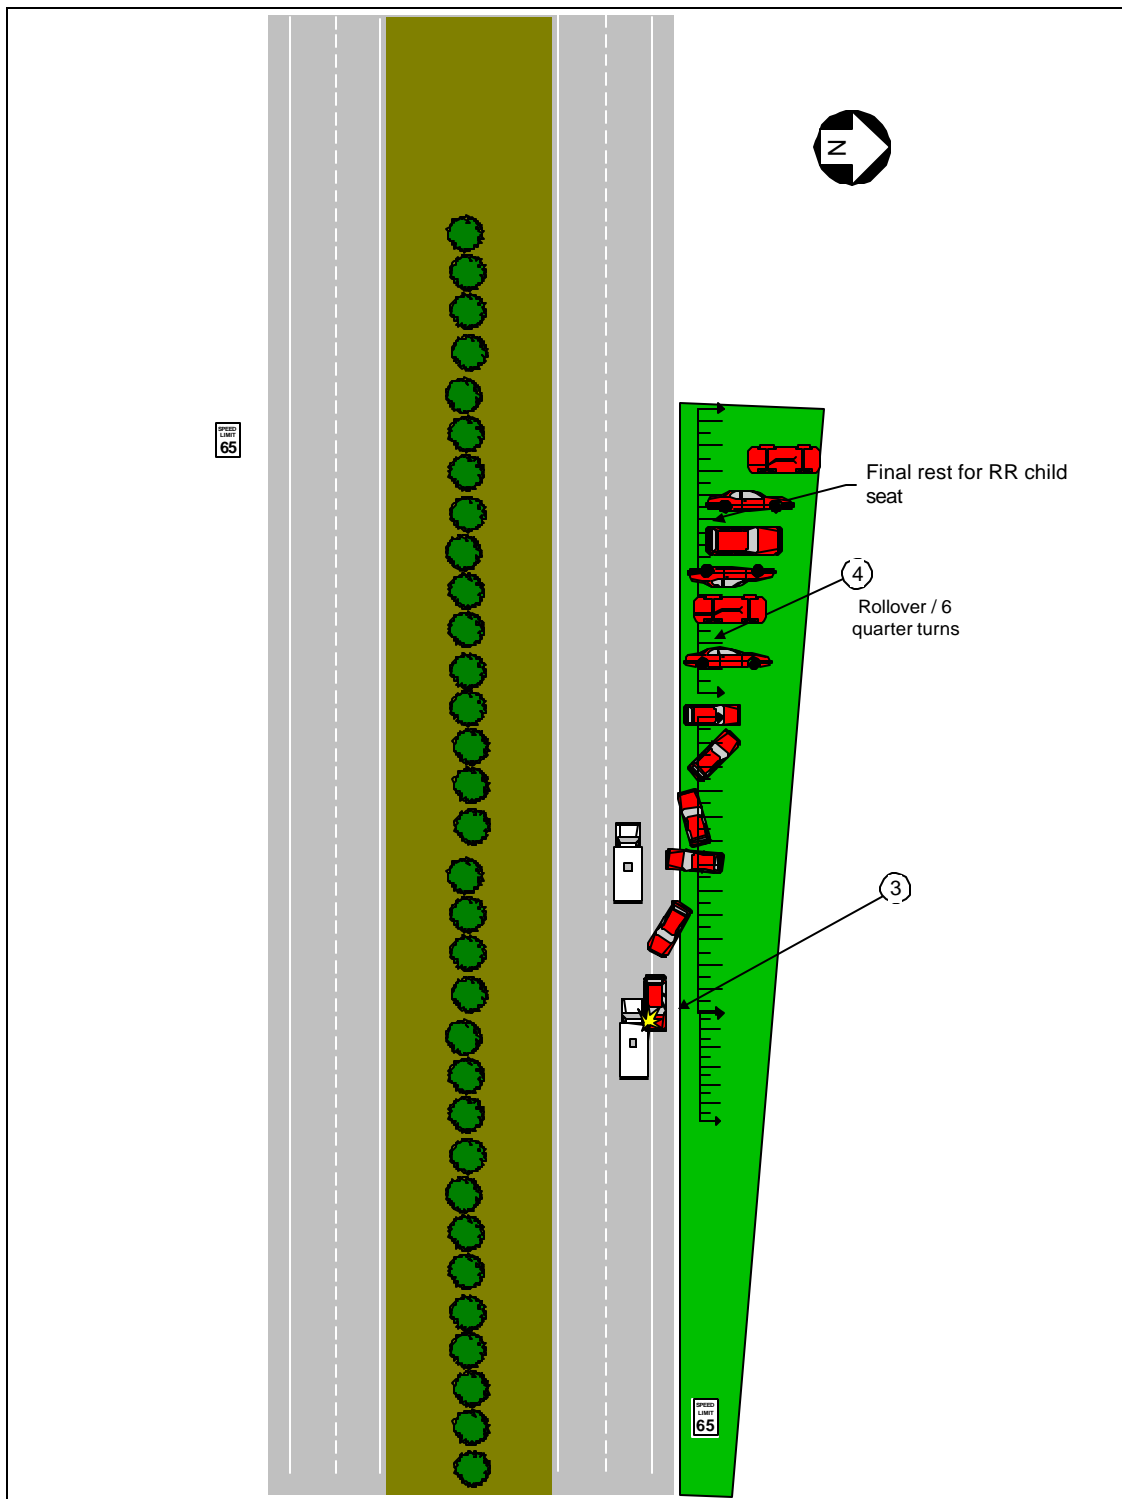 N
SPEED
LIMIT
65
Final rest for RR child
seat
4
Rollover / 6
quarter turns
3
SPEED
LIMIT
65